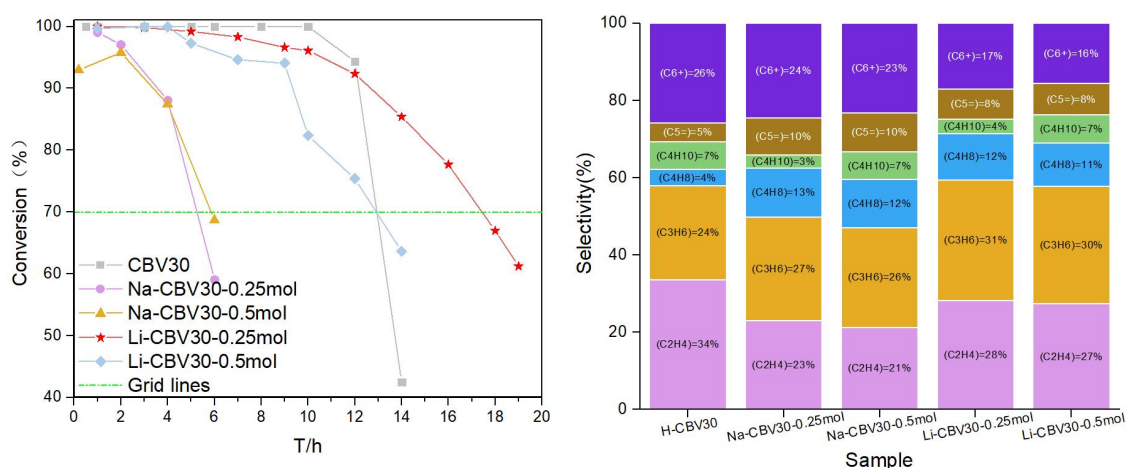 Conversion （%）
100
90
80
70
60
50
40
CBV30
Na-CBV30-0.25mol
Na-CBV30-0.5mol
Li-CBV30-0.25mol
Li-CBV30-0.5mol
Grid lines
0 2 4 6 8 10 12 14 16 18 20
T/h
Selectivity(%)
100
80
60
40
20
0
(C6+)=26%
(C5=)=5%
(C4H10)=7%
(C4H8)=4%
(C3H6)=24%
(C2H4)=34%
(C6+)=24%
(C5=)=10%
(C4H10)=3%
(C4H8)=13%
(C3H6)=27%
(C2H4)=23%
(C6+)=23%
(C5=)=10%
(C4H10)=7%
(C4H8)=12%
(C3H6)=26%
(C2H4)=21%
(C6+)=17%
(C5=)=8%
(C4H10)=4%
(C4H8)=12%
(C3H6)=31%
(C2H4)=28%
(C6+)=16%
(C5=)=8%
(C4H10)=7%
(C4H8)=11%
(C3H6)=30%
(C2H4)=27%
H-CBV30
Na-CBV30-0.25mol
Na-CBV30-0.5mol
Li-CBV30-0.25mol
Li-CBV30-0.5mol
Sample